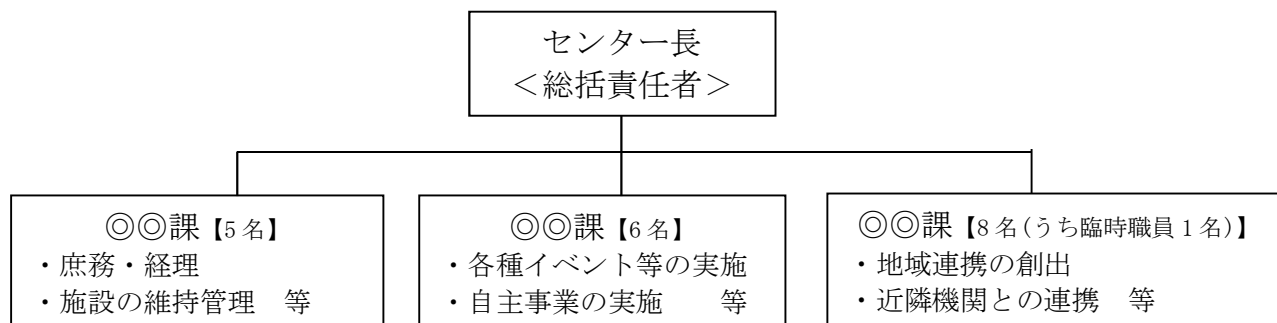 センター長
＜総括責任者＞
◎◎課【5名】
・庶務・経理
・施設の維持管理　等
◎◎課【6名】
・各種イベント等の実施
・自主事業の実施　　等
◎◎課【8名(うち臨時職員1名)】
・地域連携の創出
・近隣機関との連携　等